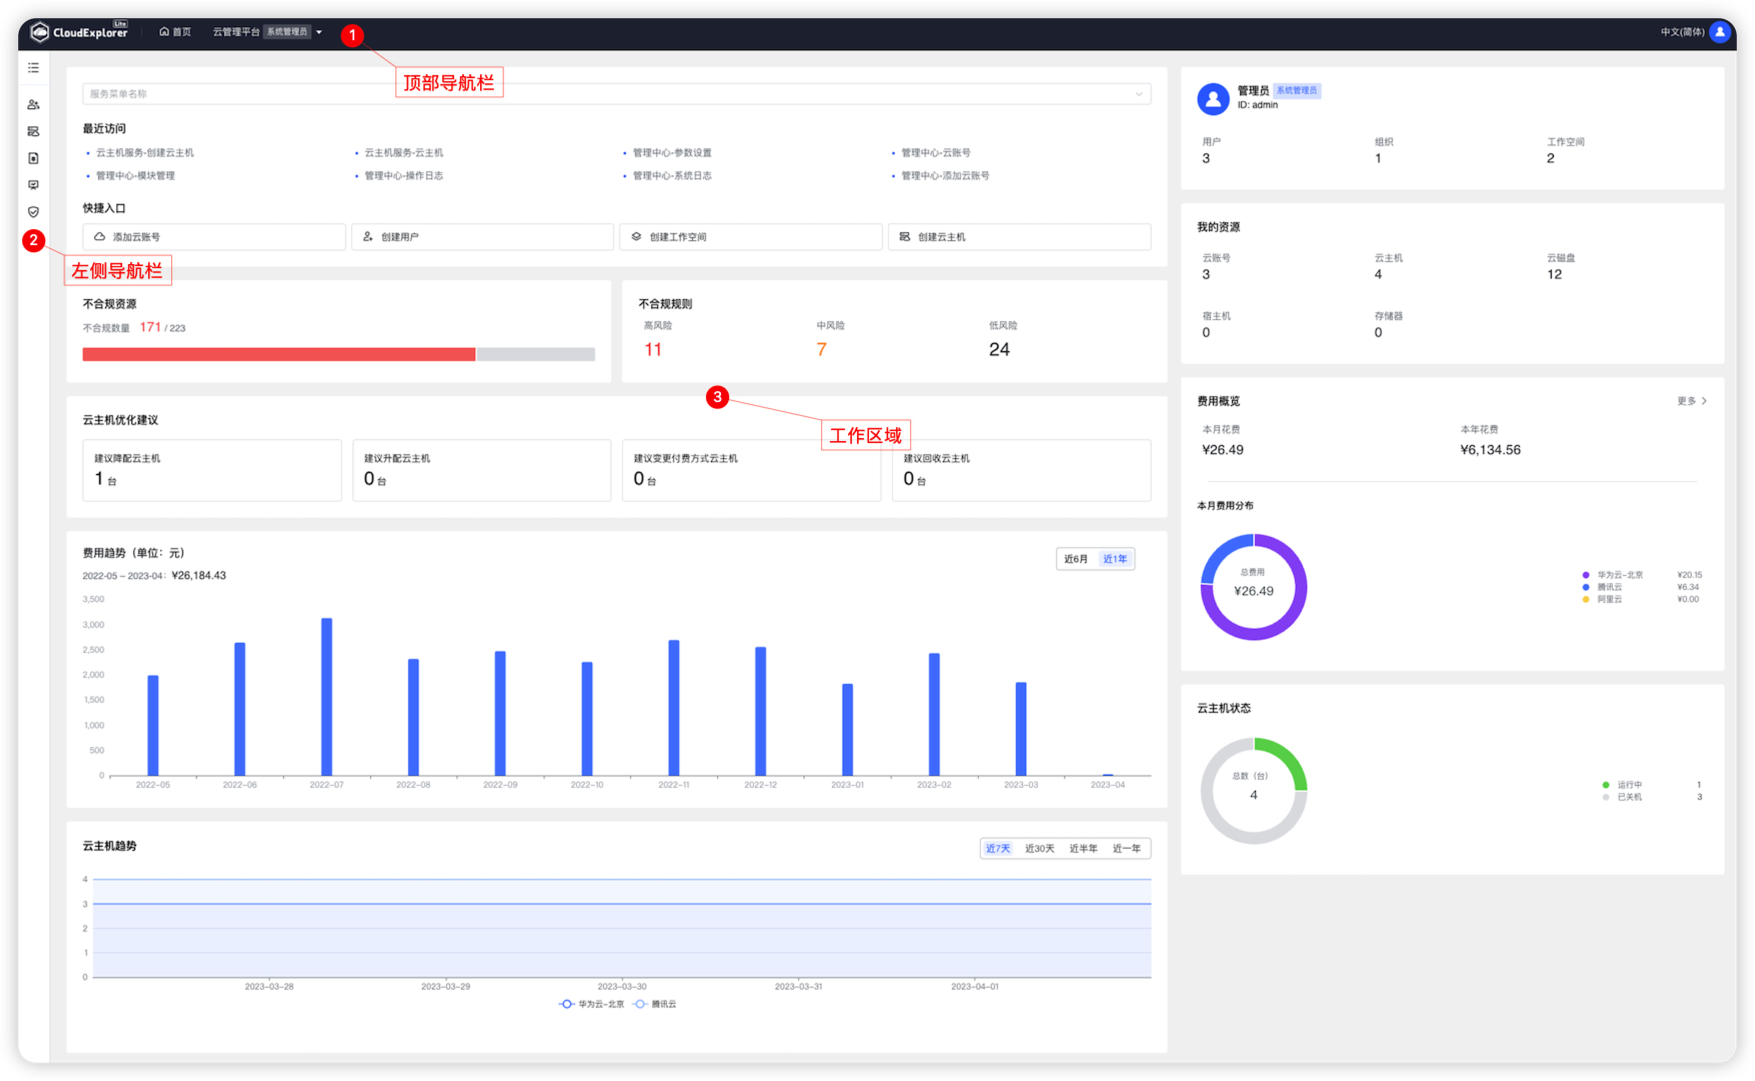 CloudExplorer Lite
首页
云管理平台 系统管理员
中文(简体)
1
顶部导航栏
2
左侧导航栏
服务菜单名称
最近访问
云主机服务-创建云主机
云主机服务-云主机
管理中心-参数设置
管理中心-云账号
管理中心-模块管理
管理中心-操作日志
管理中心-系统日志
管理中心-添加云账号
快捷入口
添加云账号
创建用户
创建工作空间
创建云主机
不合规资源
不合规数量 171 / 223
不合规规则
高风险
中风险
低风险
11
7
24
3
工作区域
云主机优化建议
建议降配云主机
1 台
建议升配云主机
0 台
建议变更付费方式云主机
0 台
建议回收云主机
0 台
费用趋势（单位：元）
近6月 近1年
2022-05 ~ 2023-04: ¥26,184.43
3,500
3,000
2,500
2,000
1,500
1,000
500
0
2022-05 2022-06 2022-07 2022-08 2022-09 2022-10 2022-11 2022-12 2023-01 2023-02 2023-03 2023-04
云主机趋势
近7天 近30天 近半年 近一年
4
3
2
1
0
2023-03-28 2023-03-29 2023-03-30 2023-03-31 2023-04-01
华为云-北京 腾讯云
管理员 系统管理员
ID: admin
用户
组织
工作空间
3
1
2
我的资源
云账号
云主机
云磁盘
3
4
12
宿主机
存储器
0
0
费用概览
更多
本月花费
本年花费
¥26.49
¥6,134.56
本月费用分布
总费用
¥26.49
华为云-北京 ¥20.15
腾讯云 ¥6.34
阿里云 ¥0.00
云主机状态
总数（台）
4
运行中 1
已关机 3